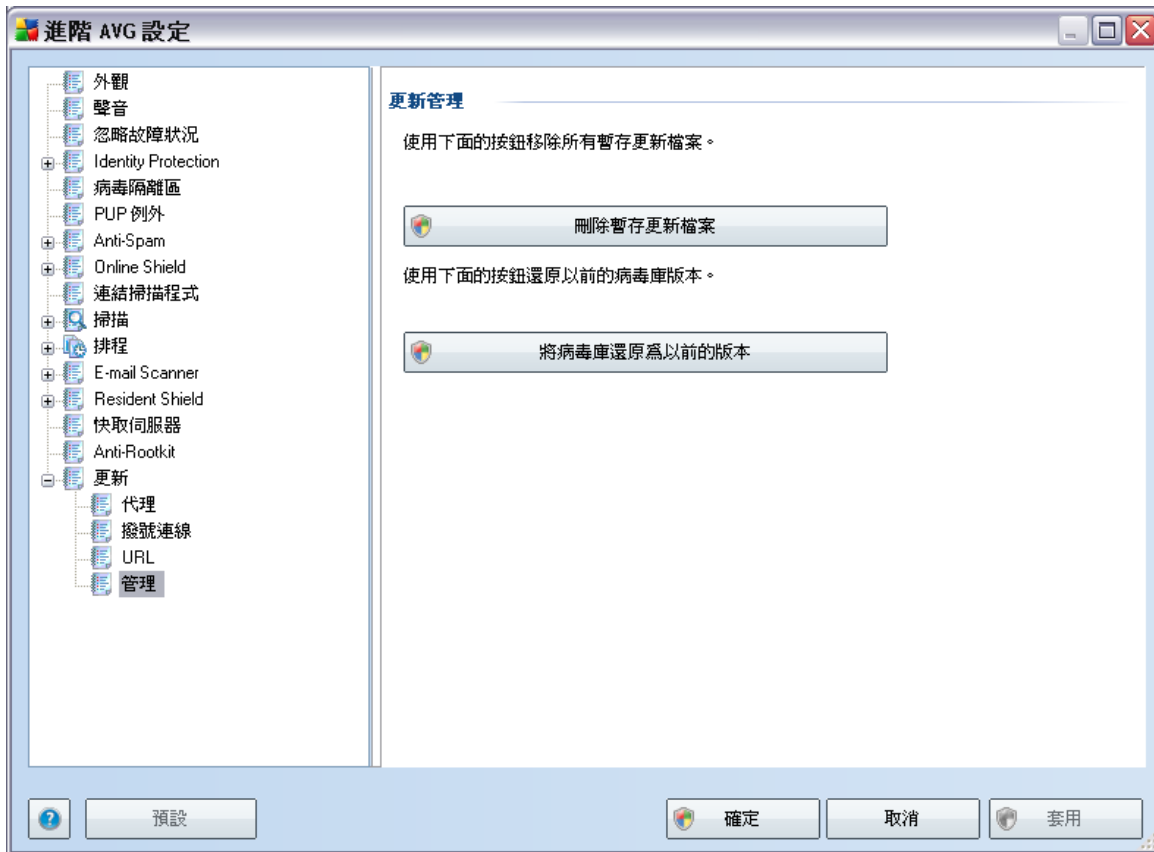 進階 AVG 設定
外觀
聲音
忽略故障狀況
Identity Protection
病毒隔離區
PUP 例外
Anti-Spam
Online Shield
連結掃描程式
掃描
排程
E-mail Scanner
Resident Shield
快取伺服器
Anti-Rootkit
更新
代理
撥號連線
URL
管理
更新管理
使用下面的按鈕移除所有暫存更新檔案。
刪除暫存更新檔案
使用下面的按鈕還原以前的病毒庫版本。
將病毒庫還原爲以前的版本
預設
確定
取消
套用